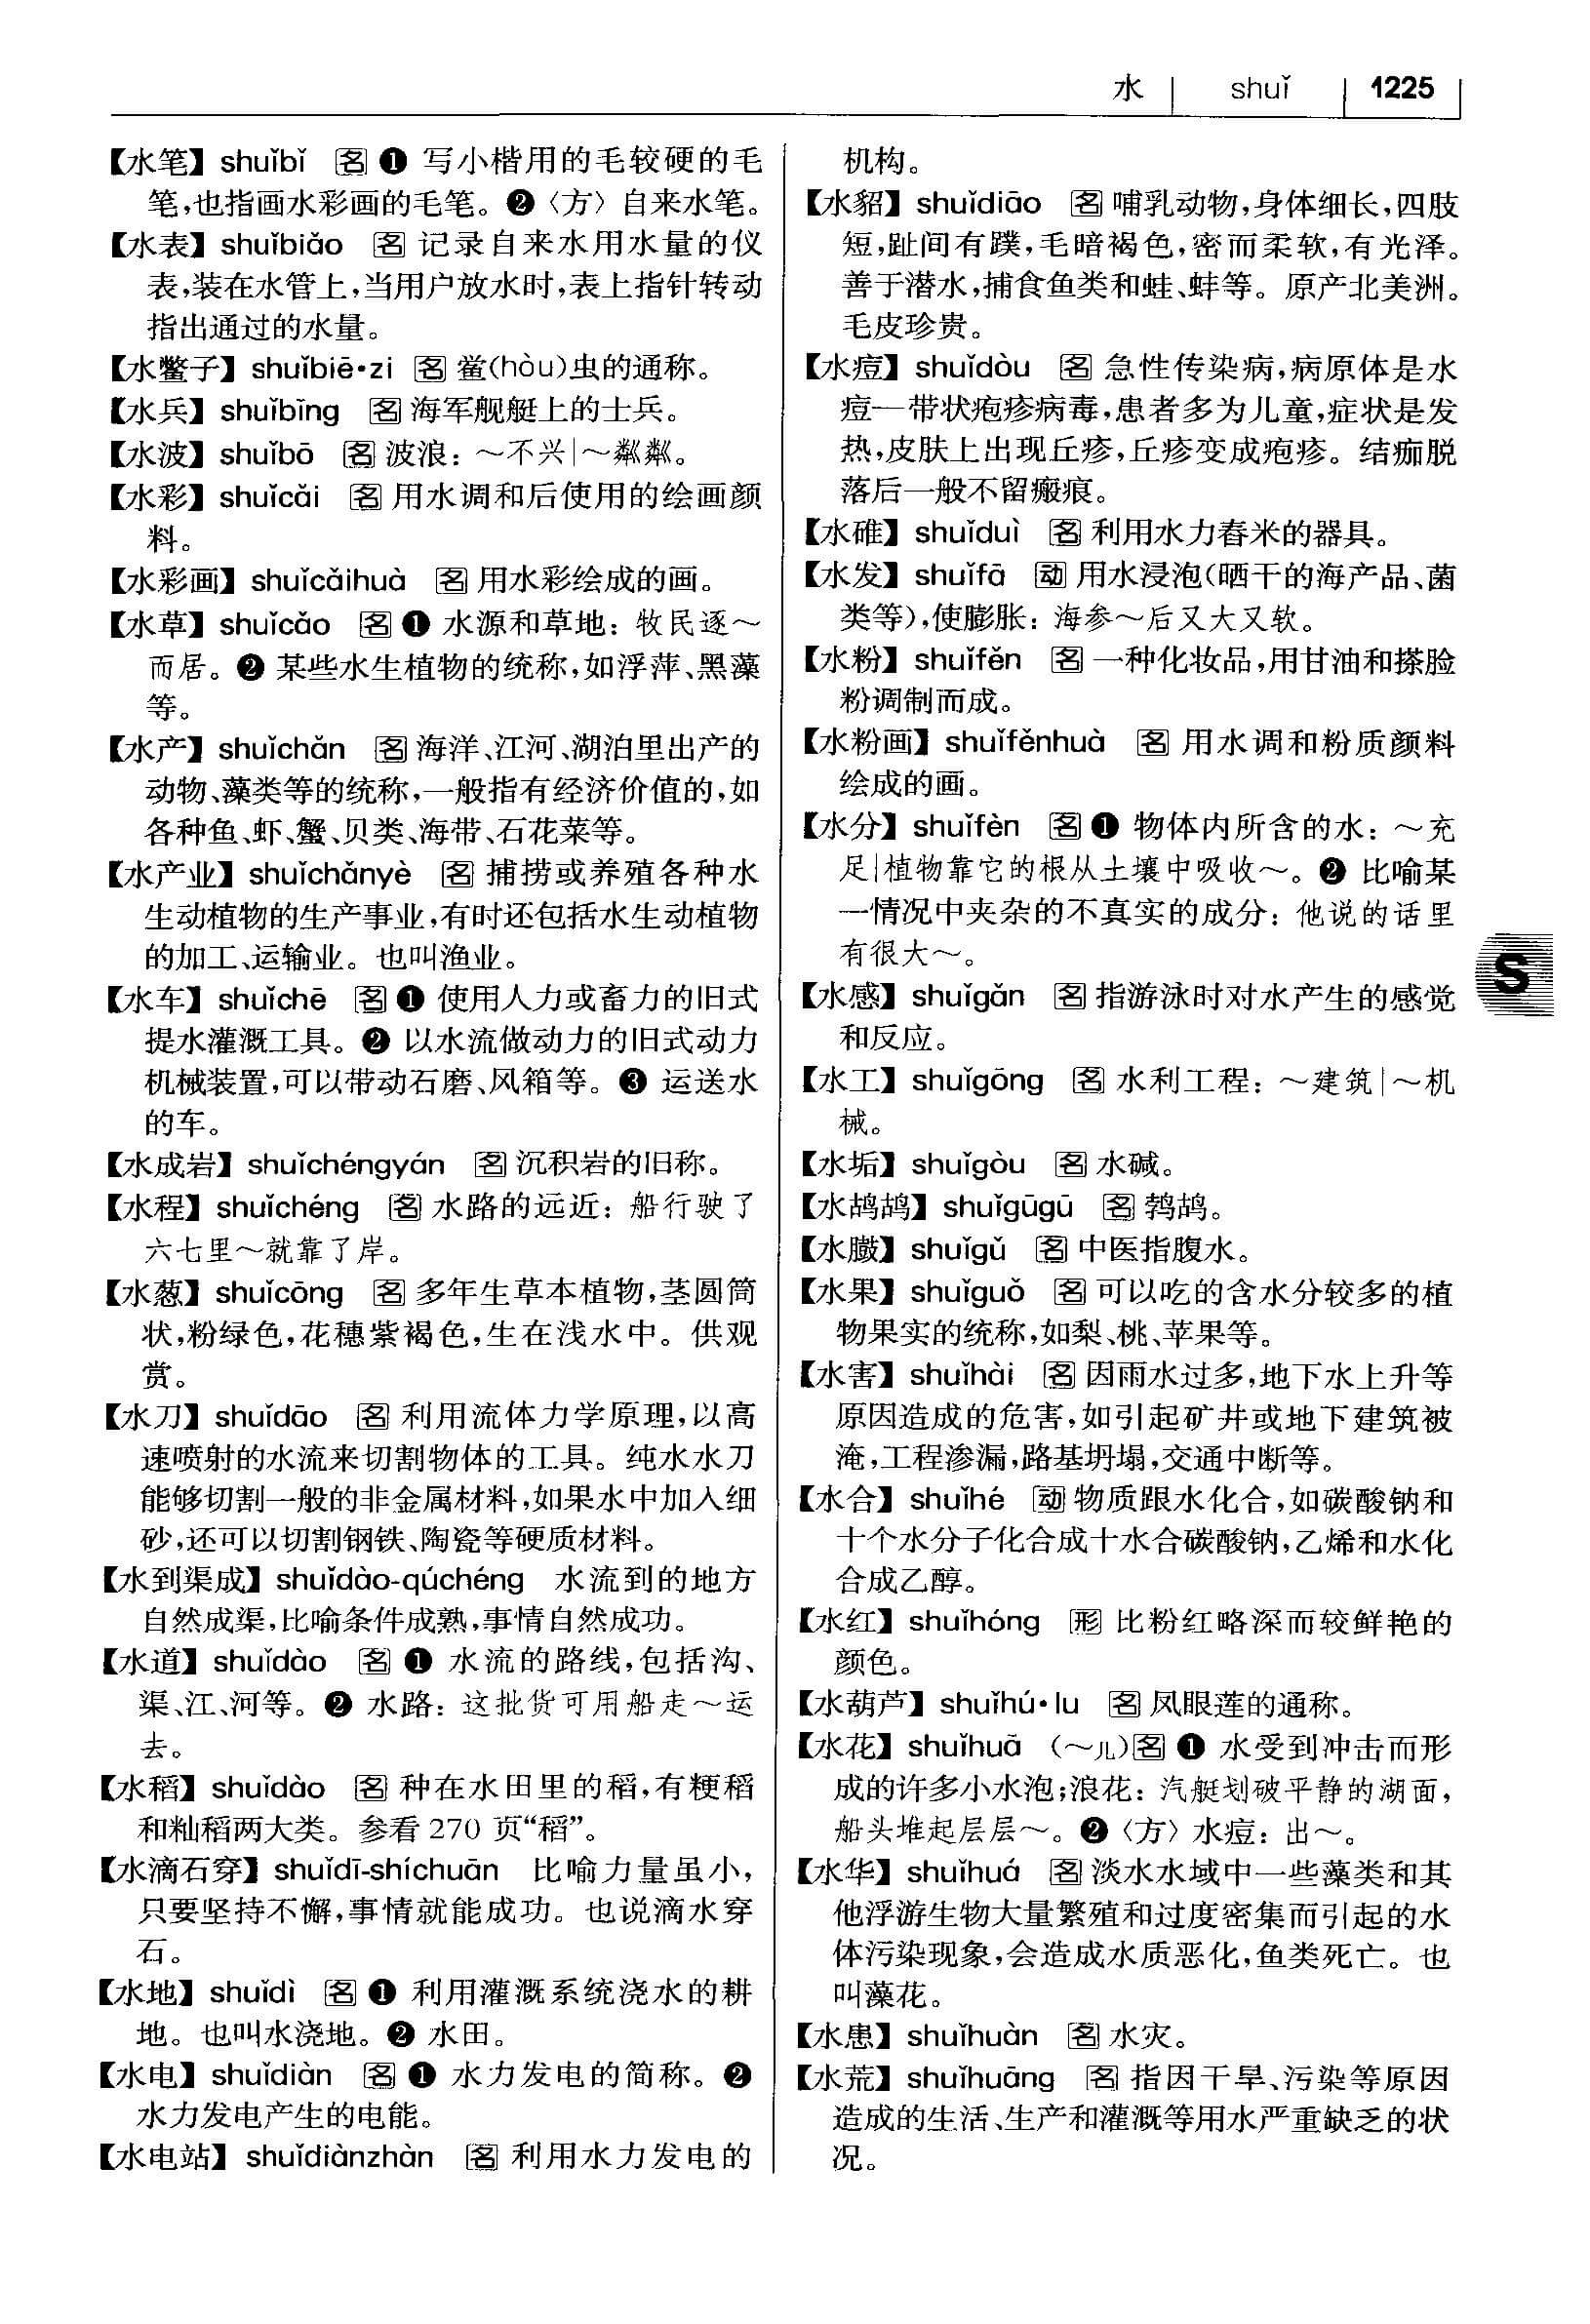 水 shuǐ 1225
【水笔】 shuǐbǐ 名 ❶ 写小楷用的毛较硬的毛
笔,也指画水彩画的毛笔。❷〈方〉自来水笔。
【水表】 shuǐbiǎo 名 记录自来水用水量的仪
表,装在水管上,当用户放水时,表上指针转动
指出通过的水量。
【水鳖子】 shuǐbiē·zi 名 鲎(hòu)虫的通称。
【水兵】 shuǐbīng 名 海军舰艇上的士兵。
【水波】 shuǐbō 名 波浪：～不兴|～粼粼。
【水彩】 shuǐcǎi 名 用水调和后使用的绘画颜
料。
【水彩画】 shuǐcǎihuà 名 用水彩绘成的画。
【水草】 shuǐcǎo 名 ❶ 水源和草地：牧民逐～
而居。❷ 某些水生植物的统称,如浮萍、黑藻
等。
【水产】 shuǐchǎn 名 海洋、江河、湖泊里出产的
动物、藻类等的统称,一般指有经济价值的,如
各种鱼、虾、蟹、贝类、海带、石花菜等。
【水产业】 shuǐchǎnyè 名 捕捞或养殖各种水
生动植物的生产事业,有时还包括水生动植物
的加工、运输业。也叫渔业。
【水车】 shuǐchē 名 ❶ 使用人力或畜力的旧式
提水灌溉工具。❷ 以水流做动力的旧式动力
机械装置,可以带动石磨、风箱等。❸ 运送水
的车。
【水成岩】 shuǐchéngyán 名 沉积岩的旧称。
【水程】 shuǐchéng 名 水路的远近：船行驶了
六七里～就靠了岸。
【水葱】 shuǐcōng 名 多年生草本植物,茎圆筒
状,粉绿色,花穗紫褐色,生在浅水中。供观
赏。
【水刀】 shuǐdāo 名 利用流体力学原理,以高
速喷射的水流来切割物体的工具。纯水水刀
能够切割一般的非金属材料,如果水中加入细
砂,还可以切割钢铁、陶瓷等硬质材料。
【水到渠成】 shuǐdào-qúchéng 水流到的地方
自然成渠,比喻条件成熟,事情自然成功。
【水道】 shuǐdào 名 ❶ 水流的路线,包括沟、
渠、江、河等。❷ 水路：这批货可用船走～运
去。
【水稻】 shuǐdào 名 种在水田里的稻,有粳稻
和籼稻两大类。参看 270 页“稻”。
【水滴石穿】 shuǐdī-shíchuān 比喻力量虽小,
只要坚持不懈,事情就能成功。也说滴水穿
石。
【水地】 shuǐdì 名 ❶ 利用灌溉系统浇水的耕
地。也叫水浇地。❷ 水田。
【水电】 shuǐdiàn 名 ❶ 水力发电的简称。❷
水力发电产生的电能。
【水电站】 shuǐdiànzhàn 名 利用水力发电的
机构。
【水貂】 shuǐdiāo 名 哺乳动物,身体细长,四肢
短,趾间有蹼,毛暗褐色,密而柔软,有光泽。
善于潜水,捕食鱼类和蛙、蚌等。原产北美洲。
毛皮珍贵。
【水痘】 shuǐdòu 名 急性传染病,病原体是水
痘—带状疱疹病毒,患者多为儿童,症状是发
热,皮肤上出现丘疹,丘疹变成疱疹。结痂脱
落后一般不留瘢痕。
【水碓】 shuǐduì 名 利用水力舂米的器具。
【水发】 shuǐfā 动 用水浸泡(晒干的海产品、菌
类等),使膨胀：海参～后又大又软。
【水粉】 shuǐfěn 名 一种化妆品,用甘油和搽脸
粉调制而成。
【水粉画】 shuǐfěnhuà 名 用水调和粉质颜料
绘成的画。
【水分】 shuǐfèn 名 ❶ 物体内所含的水：～充
足|植物靠它的根从土壤中吸收～。❷ 比喻某
一情况中夹杂的不真实的成分：他说的话里
有很大～。
S
【水感】 shuǐgǎn 名 指游泳时对水产生的感觉
和反应。
【水工】 shuǐgōng 名 水利工程：～建筑|～机
械。
【水垢】 shuǐgòu 名 水碱。
【水鸪鸪】 shuǐgūgū 名 鹁鸪。
【水臌】 shuǐgǔ 名 中医指腹水。
【水果】 shuǐguǒ 名 可以吃的含水分较多的植
物果实的统称,如梨、桃、苹果等。
【水害】 shuǐhài 名 因雨水过多,地下水上升等
原因造成的危害,如引起矿井或地下建筑被
淹,工程渗漏,路基坍塌,交通中断等。
【水合】 shuǐhé 动 物质跟水化合,如碳酸钠和
十个水分子化合成十水合碳酸钠,乙烯和水化
合成乙醇。
【水红】 shuǐhóng 形 比粉红略深而较鲜艳的
颜色。
【水葫芦】 shuǐhú·lu 名 凤眼莲的通称。
【水花】 shuǐhuā （～儿)名 ❶ 水受到冲击而形
成的许多小水泡;浪花：汽艇划破平静的湖面,
船头堆起层层～。❷〈方〉水痘：出～。
【水华】 shuǐhuá 名 淡水水域中一些藻类和其
他浮游生物大量繁殖和过度密集而引起的水
体污染现象,会造成水质恶化,鱼类死亡。也
叫藻花。
【水患】 shuǐhuàn 名 水灾。
【水荒】 shuǐhuāng 名 指因干旱、污染等原因
造成的生活、生产和灌溉等用水严重缺乏的状
况。